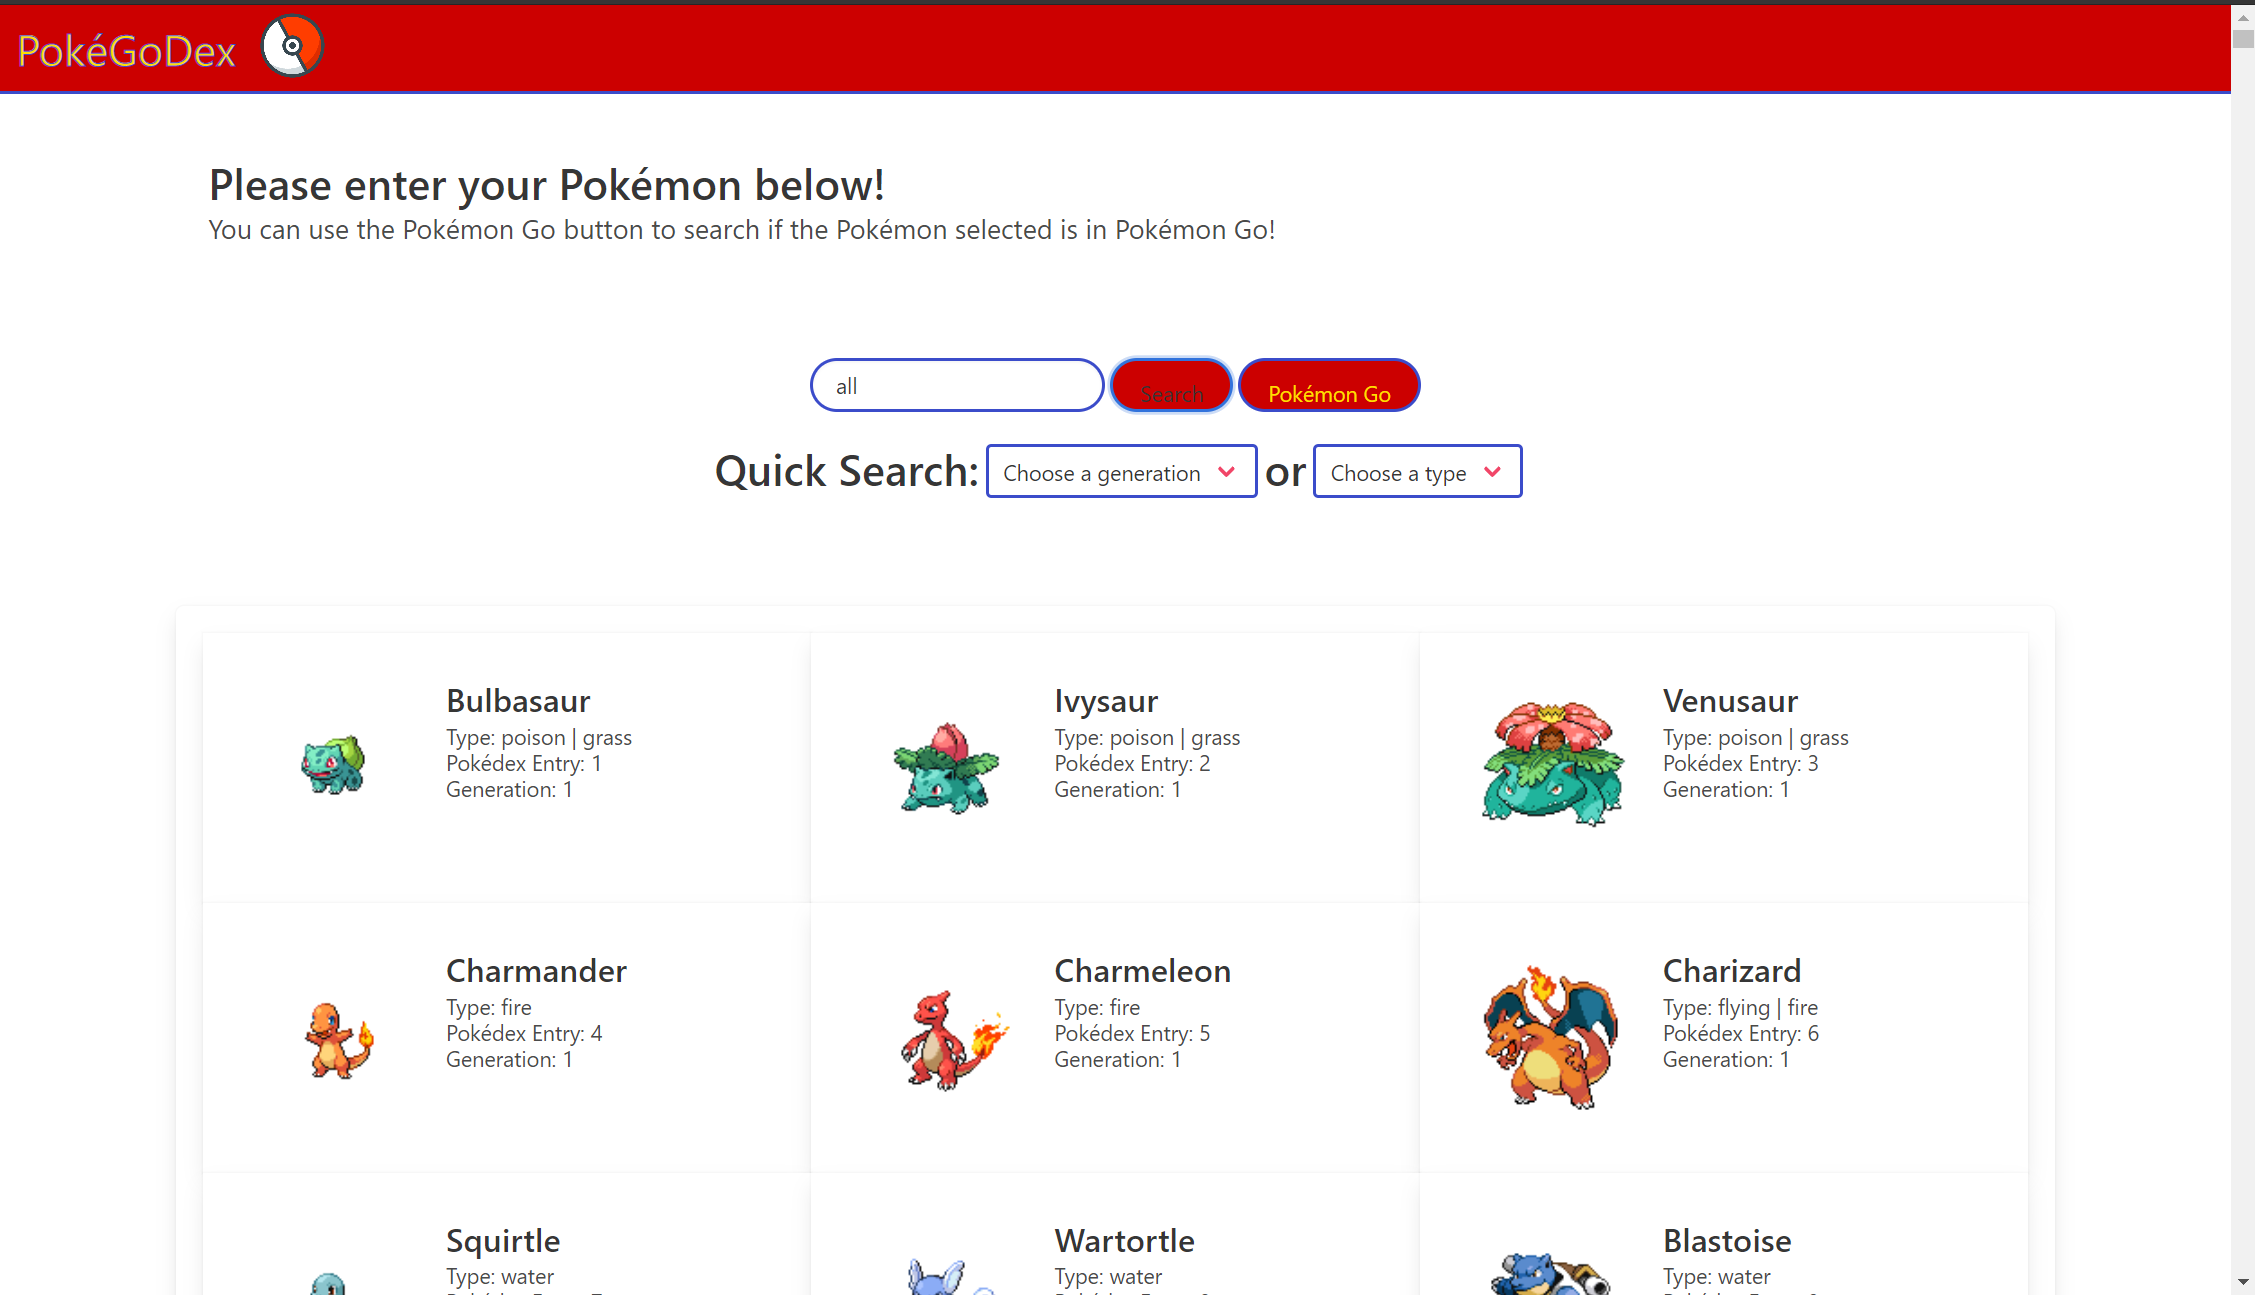 PokéGoDex
Please enter your Pokémon below!
You can use the Pokémon Go button to search if the Pokémon selected is in Pokémon Go!
all Search Pokémon Go
Quick Search: Choose a generation or Choose a type
Bulbasaur
Type: poison | grass
Pokédex Entry: 1
Generation: 1
Ivysaur
Type: poison | grass
Pokédex Entry: 2
Generation: 1
Venusaur
Type: poison | grass
Pokédex Entry: 3
Generation: 1
Charmander
Type: fire
Pokédex Entry: 4
Generation: 1
Charmeleon
Type: fire
Pokédex Entry: 5
Generation: 1
Charizard
Type: flying | fire
Pokédex Entry: 6
Generation: 1
Squirtle
Type: water
Wartortle
Type: water
Blastoise
Type: water